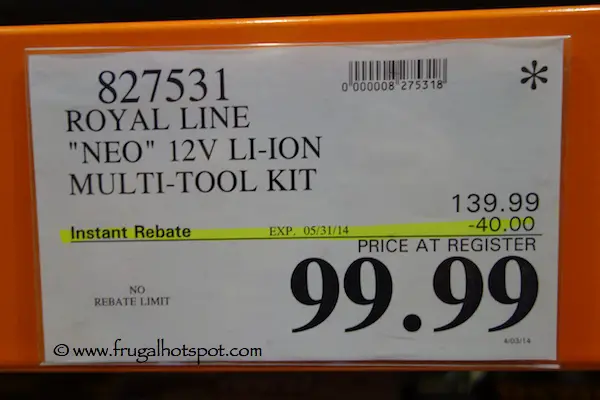 827531
0 000008 275318
*
ROYAL LINE
"NEO" 12V LI-ION
MULTI-TOOL KIT
139.99
Instant Rebate EXP. 05/31/14 -40.00
PRICE AT REGISTER
99.99
NO
REBATE LIMIT
4/03/14
© www.frugalhotspot.com